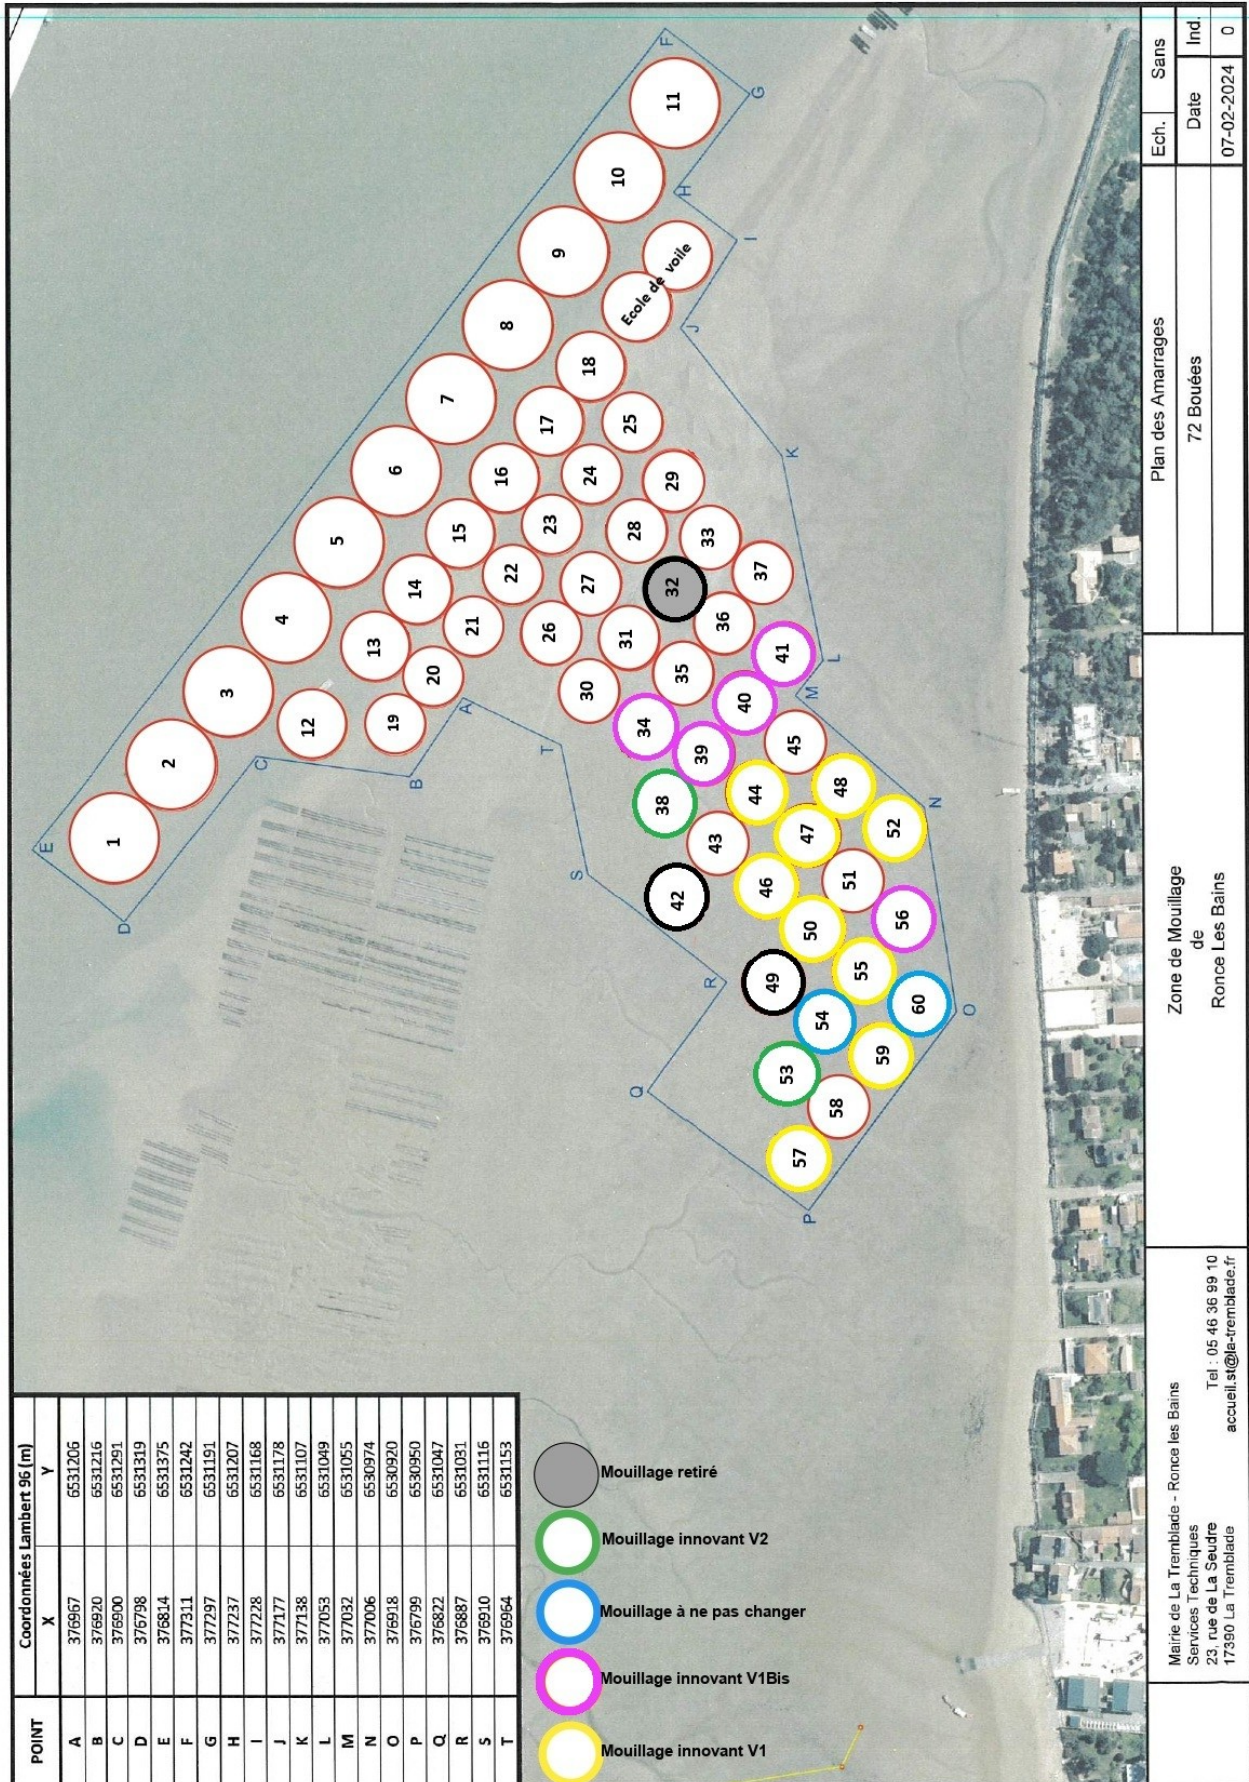 Coordonnées Lambert 96 (m)
POINT X Y
A 376967 6531206
B 376920 6531216
C 376900 6531291
D 376798 6531319
E 376814 6531375
F 377311 6531242
G 377297 6531191
H 377237 6531207
I 377228 6531168
J 377177 6531178
K 377138 6531107
L 377053 6531049
M 377032 6531055
N 377006 6530974
O 376918 6530920
P 376799 6530950
Q 376822 6531047
R 376887 6531031
S 376910 6531116
T 376964 6531153
Mouillage retiré
Mouillage innovant V2
Mouillage à ne pas changer
Mouillage innovant V1Bis
Mouillage innovant V1
E
D
C
B
A
T
S
R
Q
P
O
N
M
L
K
J
I
H
G
F
1
2
3
4
5
6
7
8
9
10
11
12
13
14
15
16
17
18
Ecole de voile
19
20
21
22
23
24
25
26
27
28
29
30
31
32
33
34
35
36
37
38
39
40
41
42
43
44
45
46
47
48
49
50
51
52
53
54
55
56
57
58
59
60
Mairie de La Tremblade - Ronce les Bains
Services Techniques
23, rue de La Seudre Tel : 05 46 36 99 10
17390 La Tremblade accueil.st@la-tremblade.fr
Zone de Mouillage
de
Ronce Les Bains
Plan des Amarrages
72 Bouées
Ech. Sans
Date Ind.
07-02-2024 0